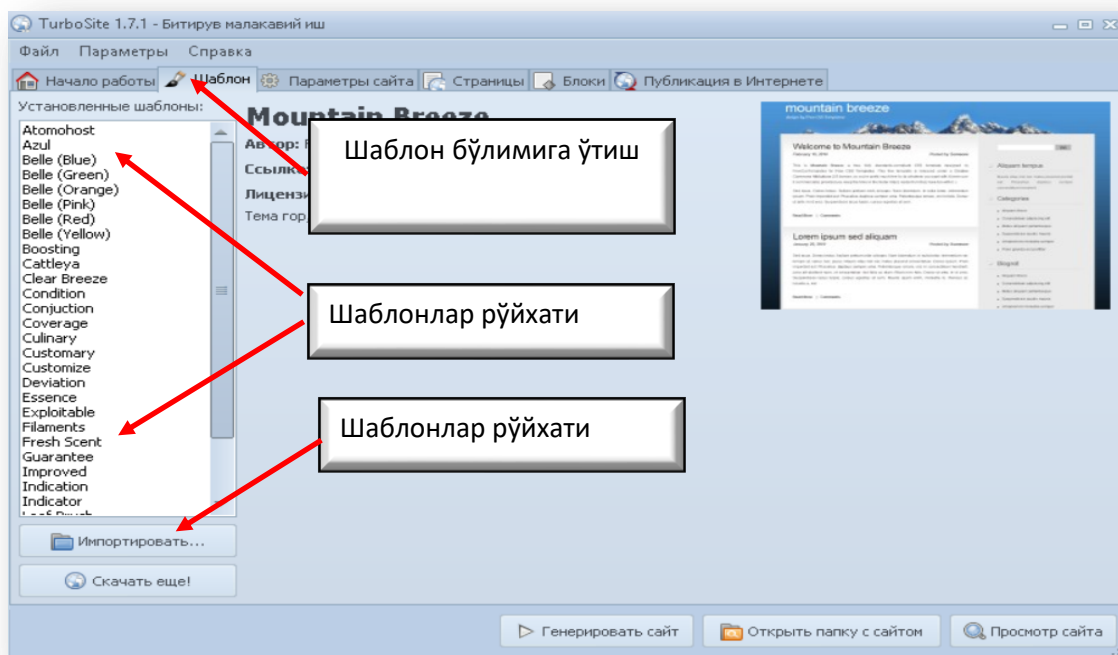 TurboSite 1.7.1 - Битирув малакавий иш
Файл Параметры Справка
Начало работы Шаблон Параметры сайта Страницы Блоки Публикация в Интернете
Установленные шаблоны:
Atomohost
Azul
Belle (Blue)
Belle (Green)
Belle (Orange)
Belle (Pink)
Belle (Red)
Belle (Yellow)
Boosting
Cattleya
Clear Breeze
Condition
Conjuction
Coverage
Culinary
Customary
Customize
Deviation
Essence
Exploitable
Filaments
Fresh Scent
Guarantee
Improved
Indication
Indicator
Импортировать...
Скачать еще!
Mountain Breeze
Автор:
Шаблон бўлимига ўтиш
Шаблонлар рўйхати
Шаблонлар рўйхати
mountain breeze
Welcome to Mountain Breeze
Lorem ipsum sed aliquam
Aliquam tempus
Categories
Blogroll
Генерировать сайт Открыть папку с сайтом Просмотр сайта